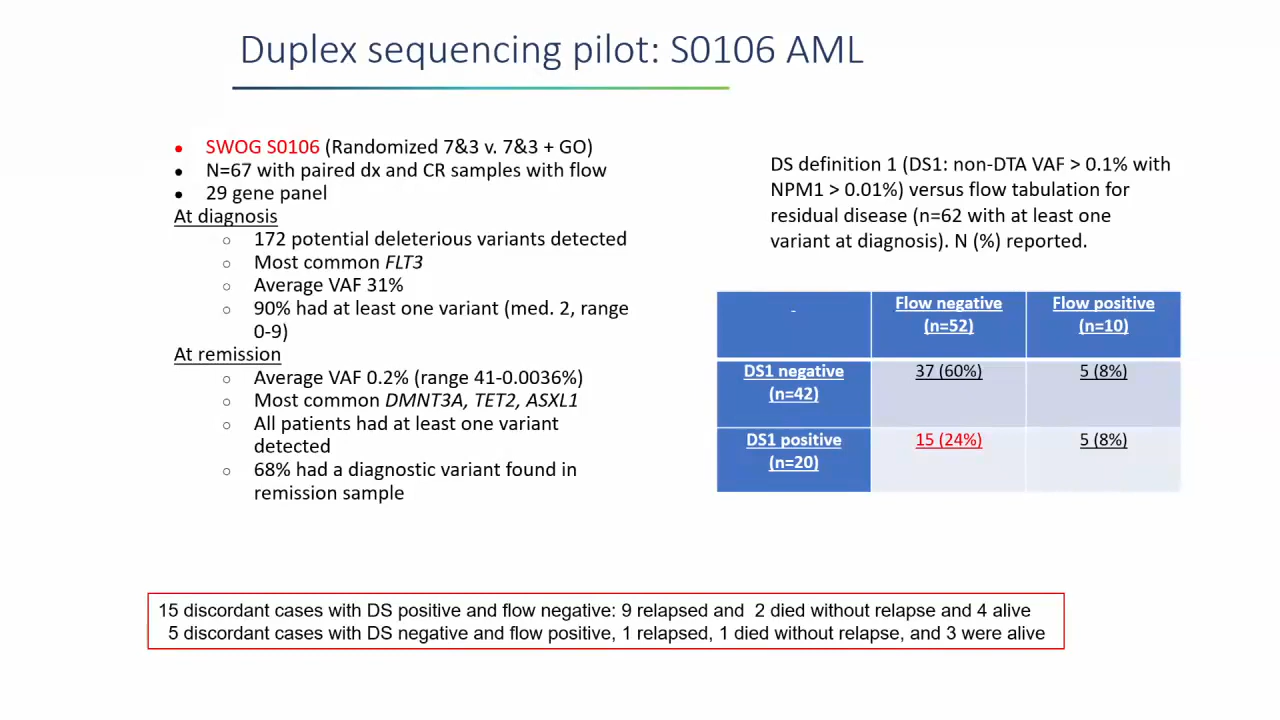 Duplex sequencing pilot: S0106 AML
• SWOG S0106 (Randomized 7&3 v. 7&3 + GO)
• N=67 with paired dx and CR samples with flow
• 29 gene panel
At diagnosis
○ 172 potential deleterious variants detected
○ Most common FLT3
○ Average VAF 31%
○ 90% had at least one variant (med. 2, range
0-9)
At remission
○ Average VAF 0.2% (range 41-0.0036%)
○ Most common DMNT3A, TET2, ASXL1
○ All patients had at least one variant
detected
○ 68% had a diagnostic variant found in
remission sample
DS definition 1 (DS1: non-DTA VAF > 0.1% with
NPM1 > 0.01%) versus flow tabulation for
residual disease (n=62 with at least one
variant at diagnosis). N (%) reported.
- Flow negative Flow positive
(n=52) (n=10)
DS1 negative 37 (60%) 5 (8%)
(n=42)
DS1 positive 15 (24%) 5 (8%)
(n=20)
15 discordant cases with DS positive and flow negative: 9 relapsed and 2 died without relapse and 4 alive
5 discordant cases with DS negative and flow positive, 1 relapsed, 1 died without relapse, and 3 were alive